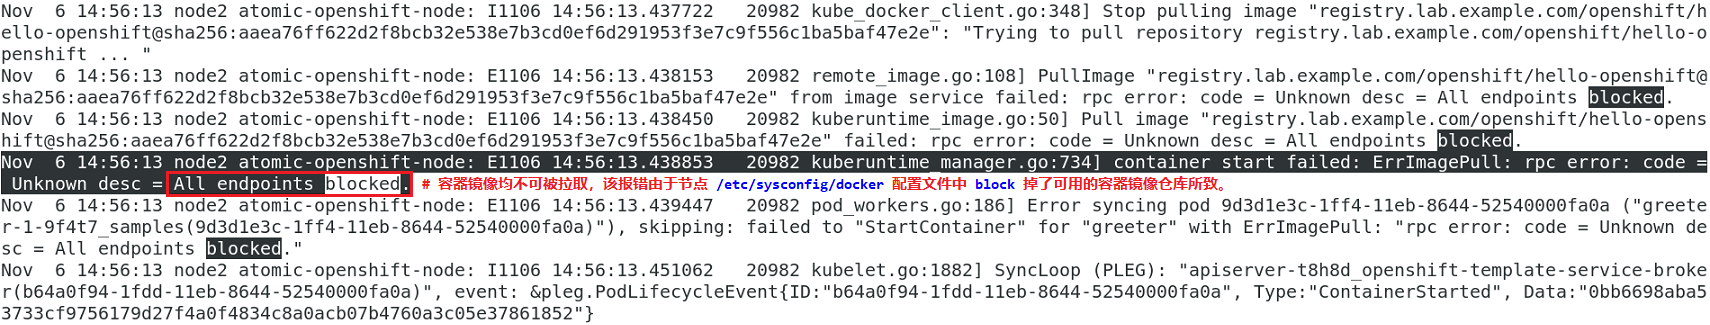 Nov  6 14:56:13 node2 atomic-openshift-node: I1106 14:56:13.437722   20982 kube_docker_client.go:348] Stop pulling image "registry.lab.example.com/openshift/h
ello-openshift@sha256:aaea76ff622d2f8bcb32e538e7b3cd0ef6d291953f3e7c9f556c1ba5baf47e2e": "Trying to pull repository registry.lab.example.com/openshift/hello-o
penshift ... "
Nov  6 14:56:13 node2 atomic-openshift-node: E1106 14:56:13.438153   20982 remote_image.go:108] PullImage "registry.lab.example.com/openshift/hello-openshift@
sha256:aaea76ff622d2f8bcb32e538e7b3cd0ef6d291953f3e7c9f556c1ba5baf47e2e" from image service failed: rpc error: code = Unknown desc = All endpoints blocked.
Nov  6 14:56:13 node2 atomic-openshift-node: E1106 14:56:13.438450   20982 kuberuntime_image.go:50] Pull image "registry.lab.example.com/openshift/hello-opens
hift@sha256:aaea76ff622d2f8bcb32e538e7b3cd0ef6d291953f3e7c9f556c1ba5baf47e2e" failed: rpc error: code = Unknown desc = All endpoints blocked.
Nov  6 14:56:13 node2 atomic-openshift-node: E1106 14:56:13.438853   20982 kuberuntime_manager.go:734] container start failed: ErrImagePull: rpc error: code =
 Unknown desc = All endpoints blocked. # 容器镜像均不可被拉取，该报错由于节点 /etc/sysconfig/docker 配置文件中 block 掉了可用的容器镜像仓库所致。
Nov  6 14:56:13 node2 atomic-openshift-node: E1106 14:56:13.439447   20982 pod_workers.go:186] Error syncing pod 9d3d1e3c-1ff4-11eb-8644-52540000fa0a ("greete
r-1-9f4t7_samples(9d3d1e3c-1ff4-11eb-8644-52540000fa0a)"), skipping: failed to "StartContainer" for "greeter" with ErrImagePull: "rpc error: code = Unknown de
sc = All endpoints blocked."
Nov  6 14:56:13 node2 atomic-openshift-node: I1106 14:56:13.451062   20982 kubelet.go:1882] SyncLoop (PLEG): "apiserver-t8h8d_openshift-template-service-broke
r(b64a0f94-1fdd-11eb-8644-52540000fa0a)", event: &pleg.PodLifecycleEvent{ID:"b64a0f94-1fdd-11eb-8644-52540000fa0a", Type:"ContainerStarted", Data:"0bb6698aba5
3733cf9756179d27f4a0f4834c8a0acb07b4760a3c05e37861852"}